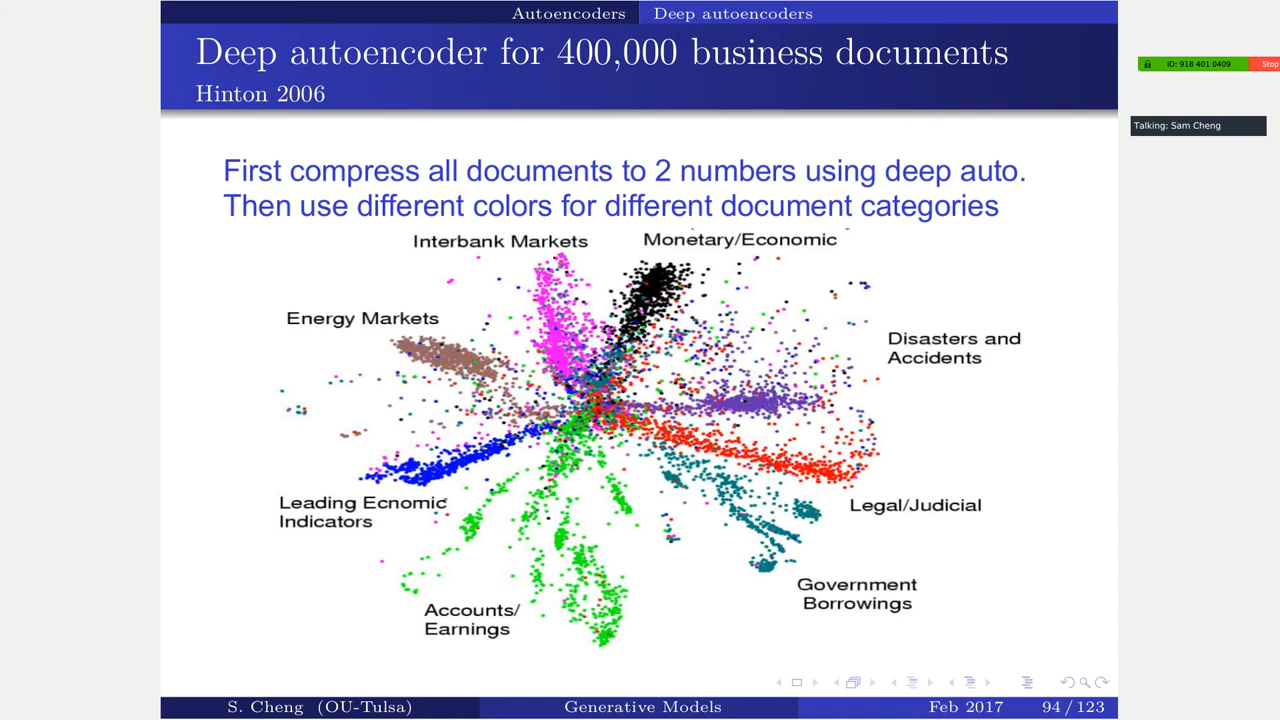 Autoencoders Deep autoencoders
Deep autoencoder for 400,000 business documents
Hinton 2006
ID: 918 401 0409 Stop
Talking: Sam Cheng
First compress all documents to 2 numbers using deep auto.
Then use different colors for different document categories
Interbank Markets
Monetary/Economic
Energy Markets
Disasters and
Accidents
Leading Ecnomic
Indicators
Legal/Judicial
Government
Borrowings
Accounts/
Earnings
S. Cheng (OU-Tulsa) Generative Models Feb 2017 94 / 123